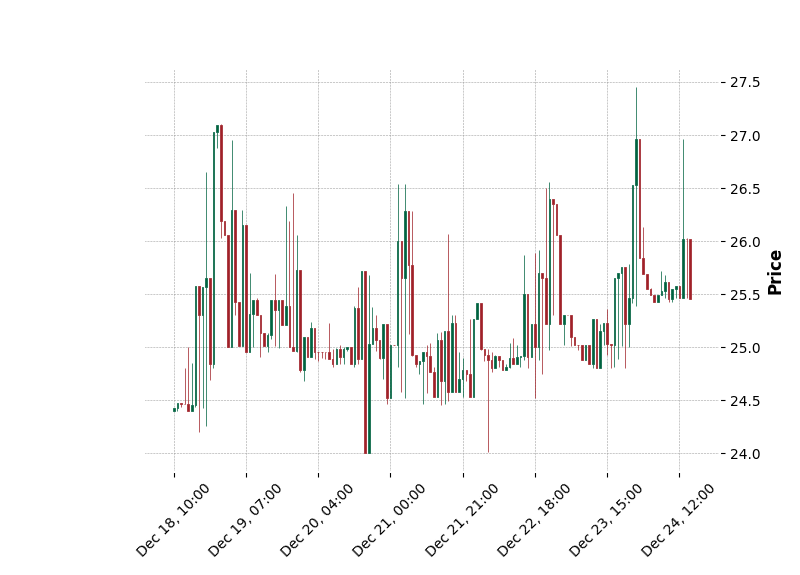 27.5
27.0
26.5
26.0
25.5
25.0
24.5
24.0
Price
Dec 18, 10:00
Dec 19, 07:00
Dec 20, 04:00
Dec 21, 00:00
Dec 21, 21:00
Dec 22, 18:00
Dec 23, 15:00
Dec 24, 12:00